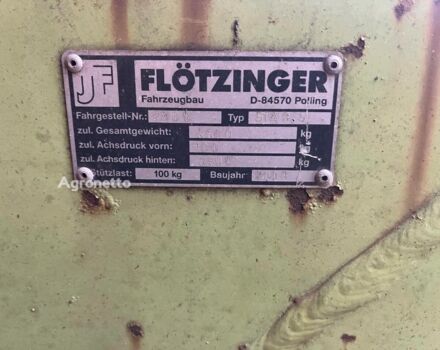 JF FLÖTZINGER
Fahrzeugbau D-84570 Polling
Fahrgestell-Nr.: Typ
zul. Gesamtgewicht: kg
zul. Achsdruck vorn: kg
zul. Achsdruck hinten: kg
Stützlast: 100 kg Baujahr
Agronetto